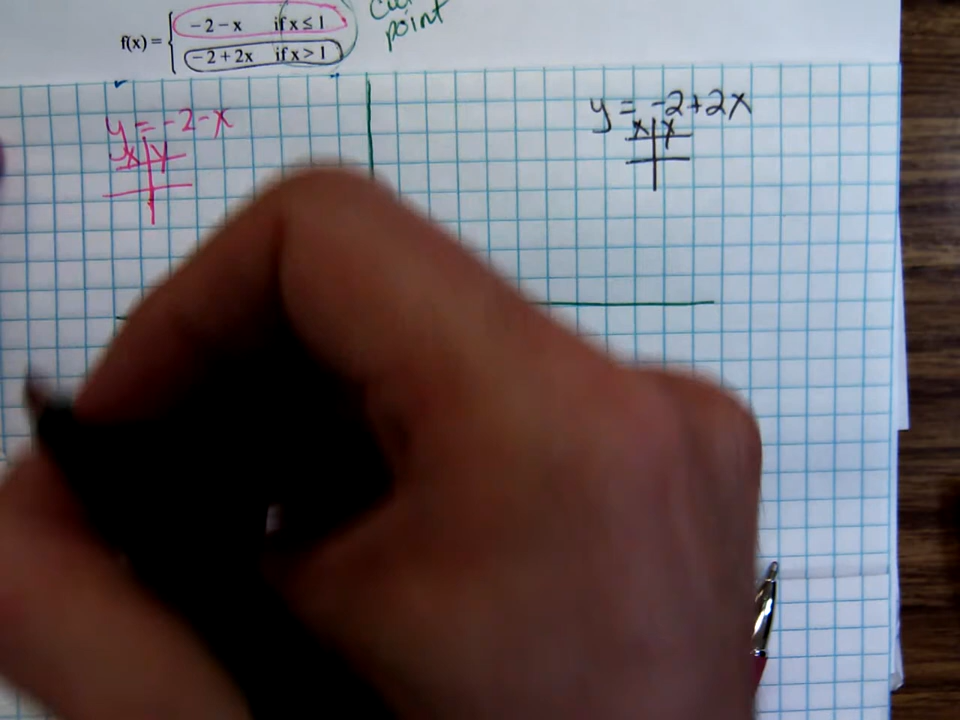 f(x) = { -2 - x if x ≤ 1
-2 + 2x if x > 1
point
y = -2-x
x y
y = -2+2x
x y